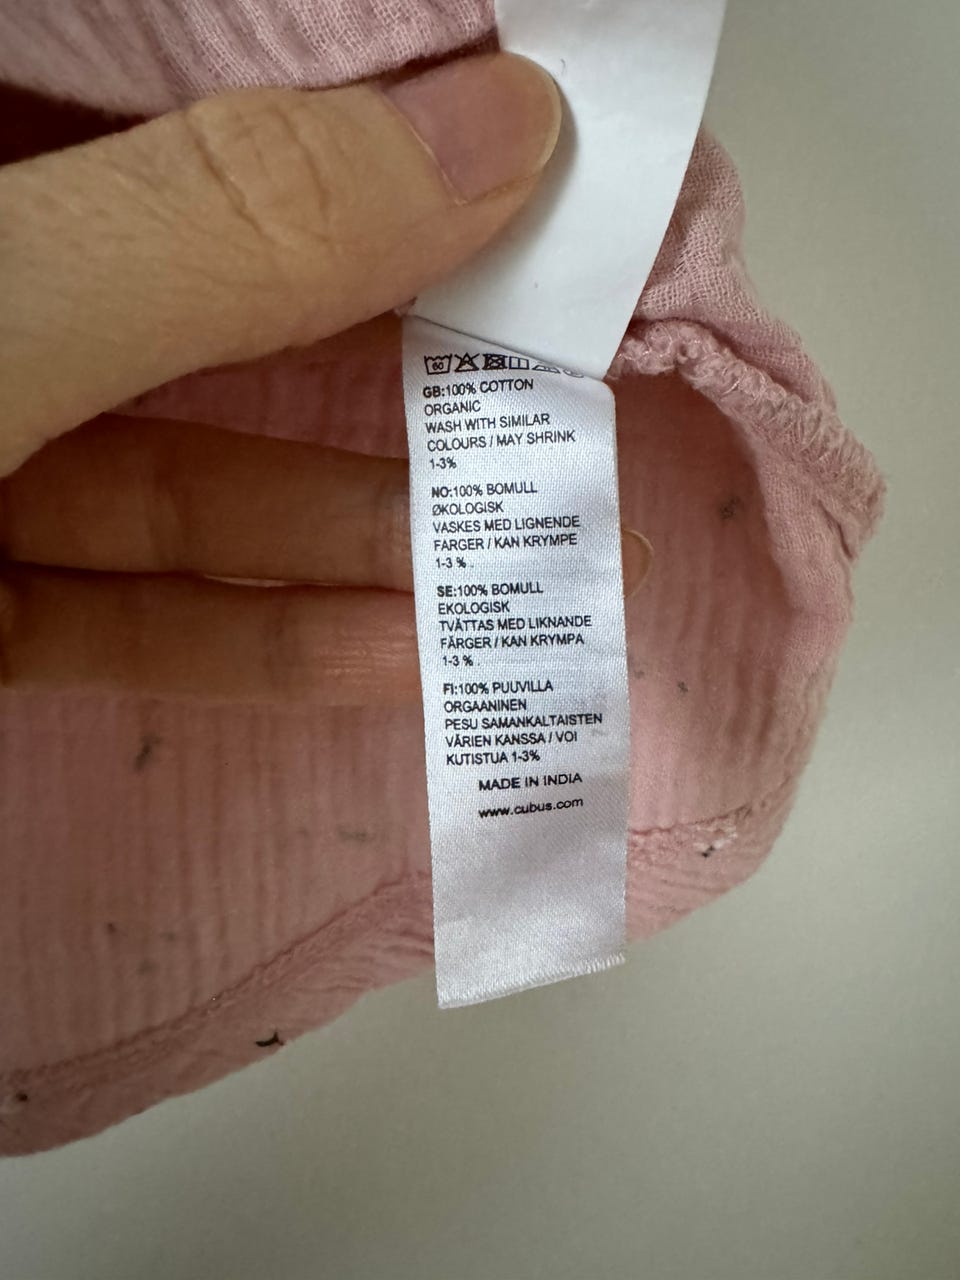 60
GB:100% COTTON
ORGANIC
WASH WITH SIMILAR
COLOURS / MAY SHRINK
1-3%
NO:100% BOMULL
ØKOLOGISK
VASKES MED LIGNENDE
FARGER / KAN KRYMPE
1-3 % .
SE:100% BOMULL
EKOLOGISK
TVÄTTAS MED LIKNANDE
FÄRGER / KAN KRYMPA
1-3 % .
FI:100% PUUVILLA
ORGAANINEN
PESU SAMANKALTAISTEN
VÄRIEN KANSSA / VOI
KUTISTUA 1-3%
MADE IN INDIA
www.cubus.com